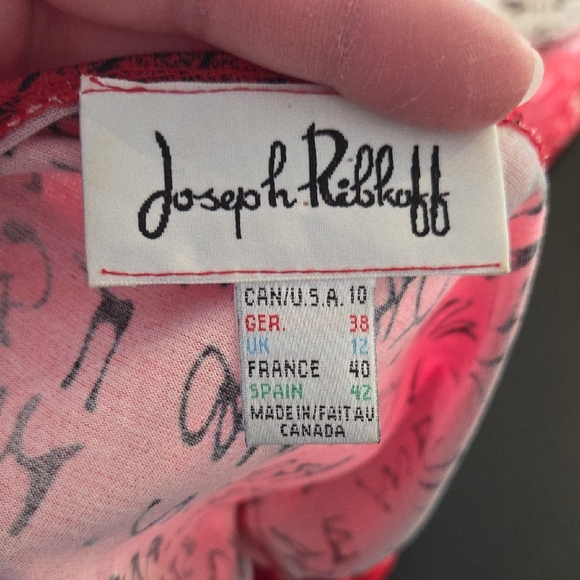 Joseph Ribkoff
CAN/U.S.A. 10
GER. 38
UK 12
FRANCE 40
SPAIN 42
MADE IN/FAIT AU
CANADA